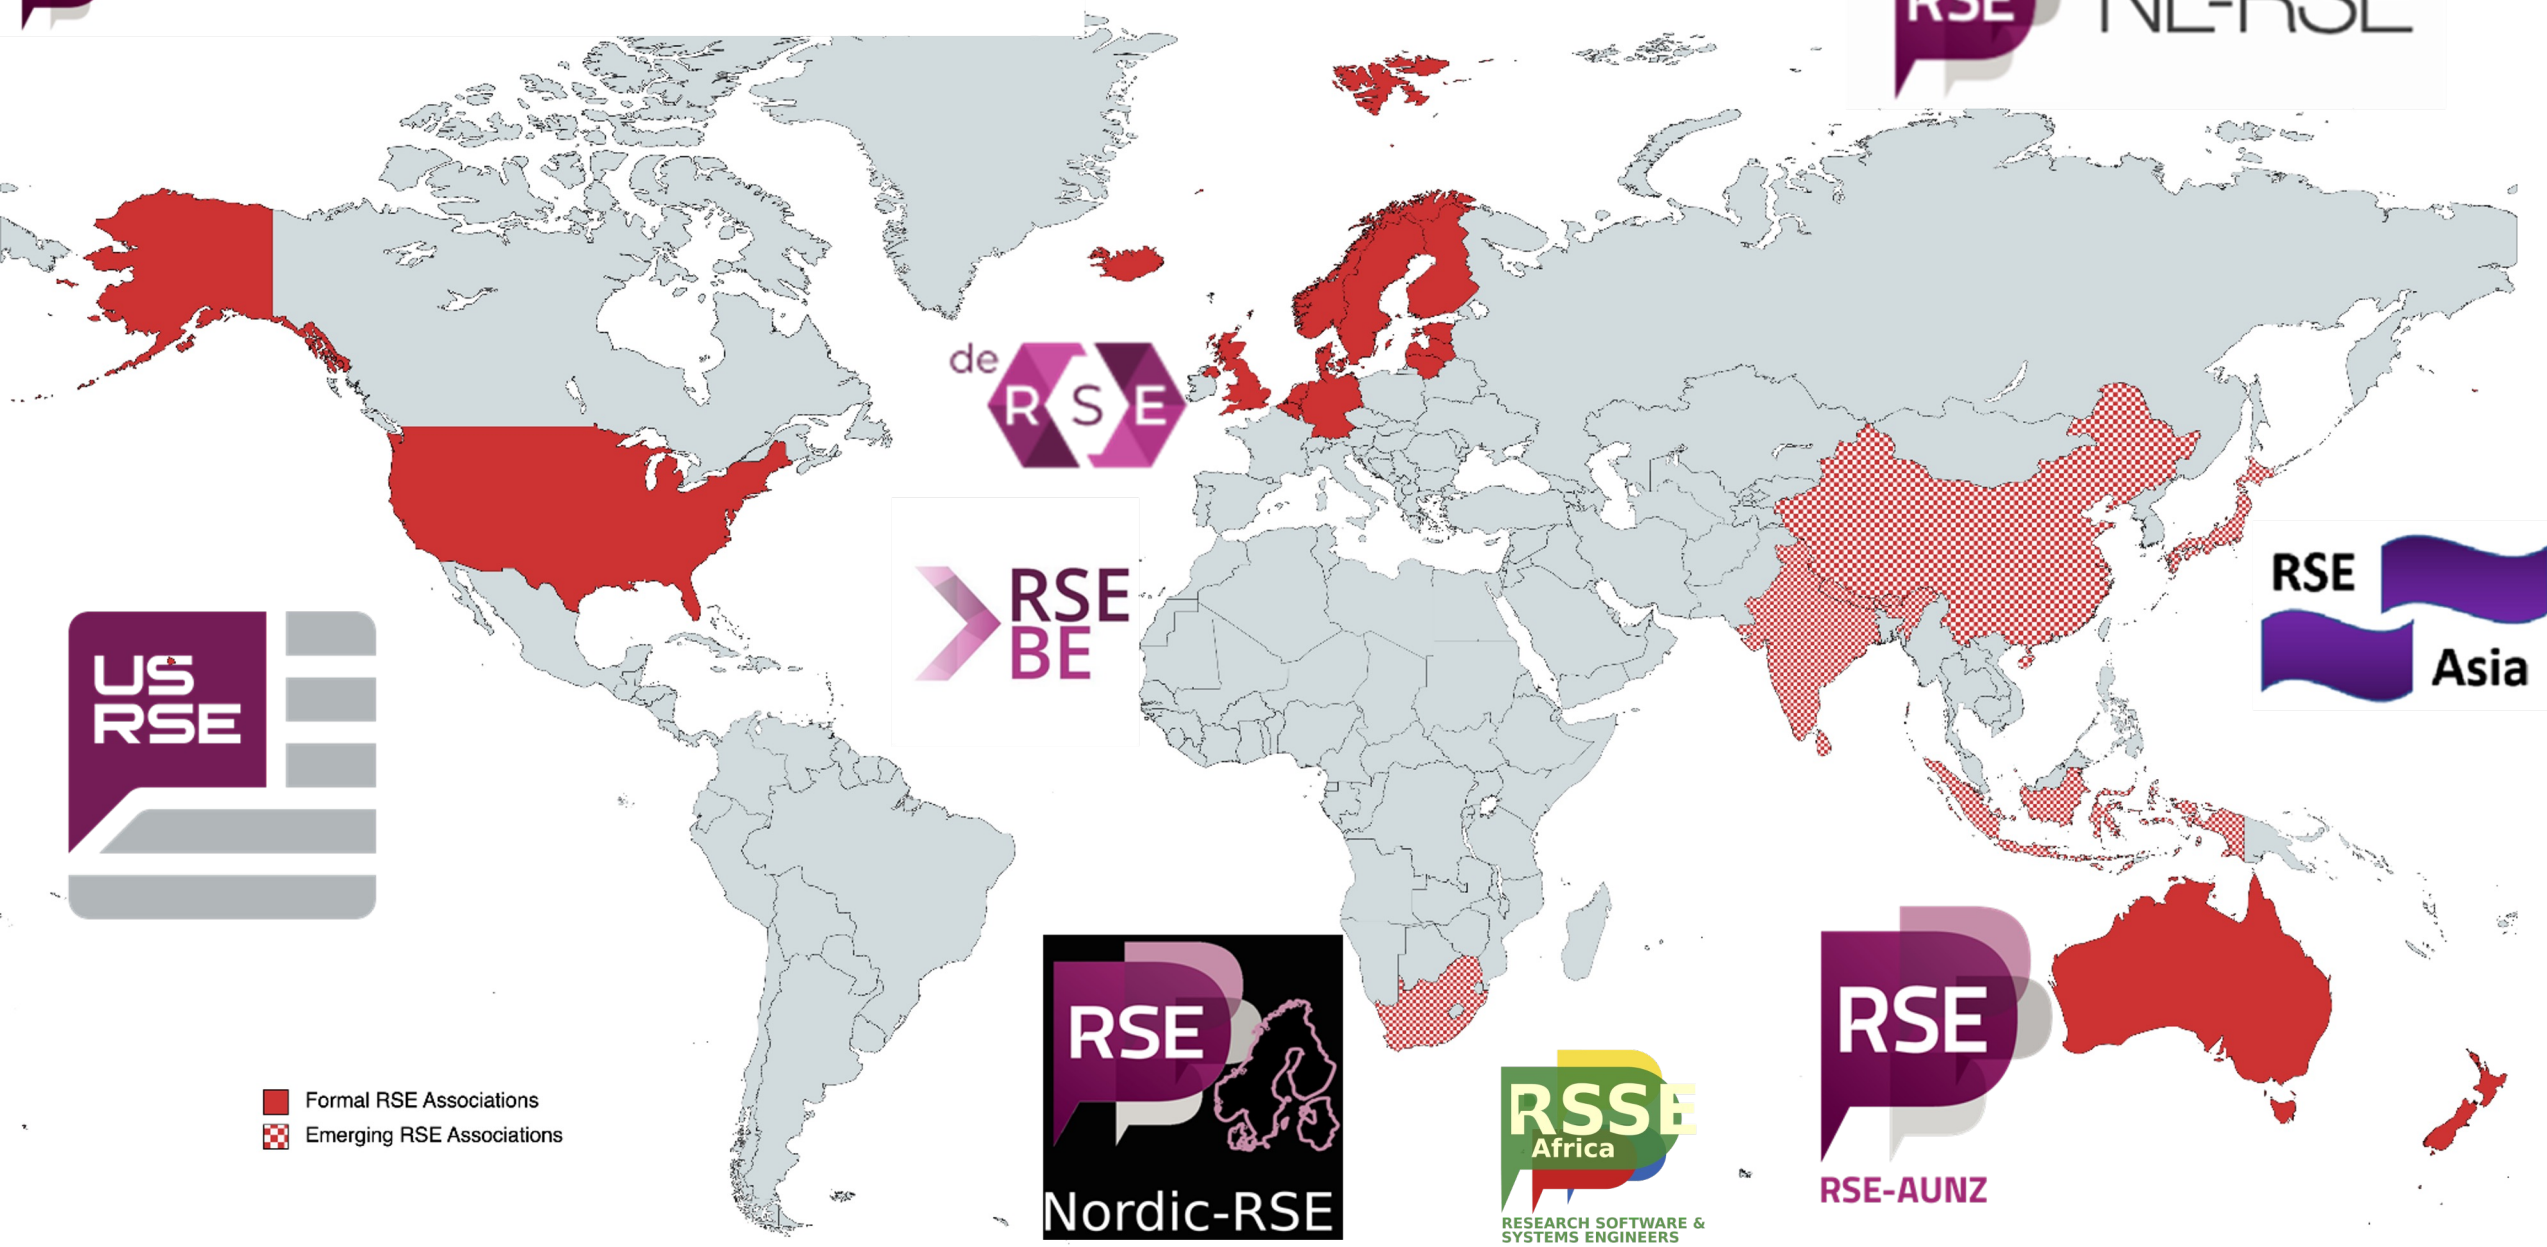 RSE
NL-RSE
de
RSE
RSE
BE
RSE
Asia
US
RSE
RSE
Nordic-RSE
RSSE
Africa
RESEARCH SOFTWARE &
SYSTEMS ENGINEERS
RSE
RSE-AUNZ
Formal RSE Associations
Emerging RSE Associations